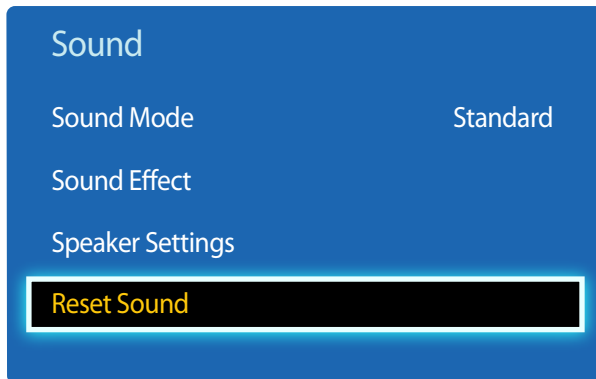 Sound
Sound Mode Standard
Sound Effect
Speaker Settings
Reset Sound